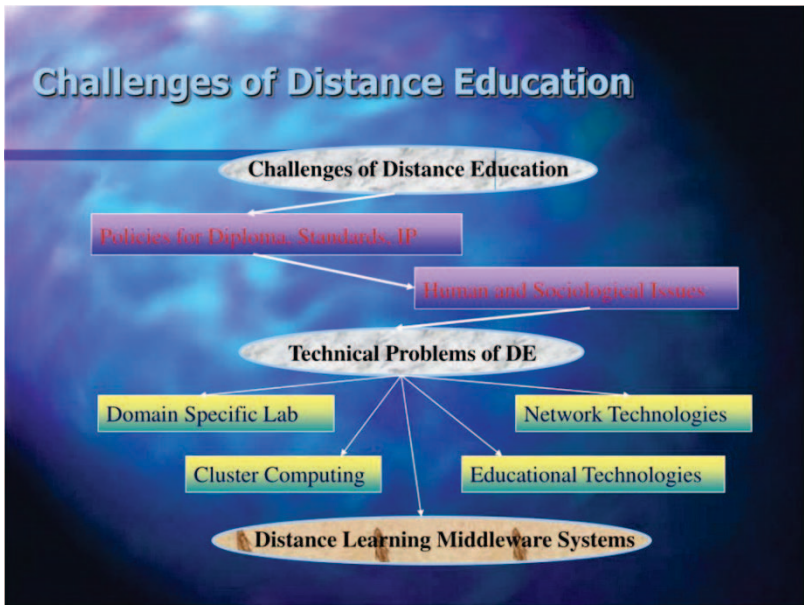 Challenges of Distance Education
Challenges of Distance Education
Policies for Diploma, Standards, IP
Human and Sociological Issues
Technical Problems of DE
Domain Specific Lab
Network Technologies
Cluster Computing
Educational Technologies
Distance Learning Middleware Systems